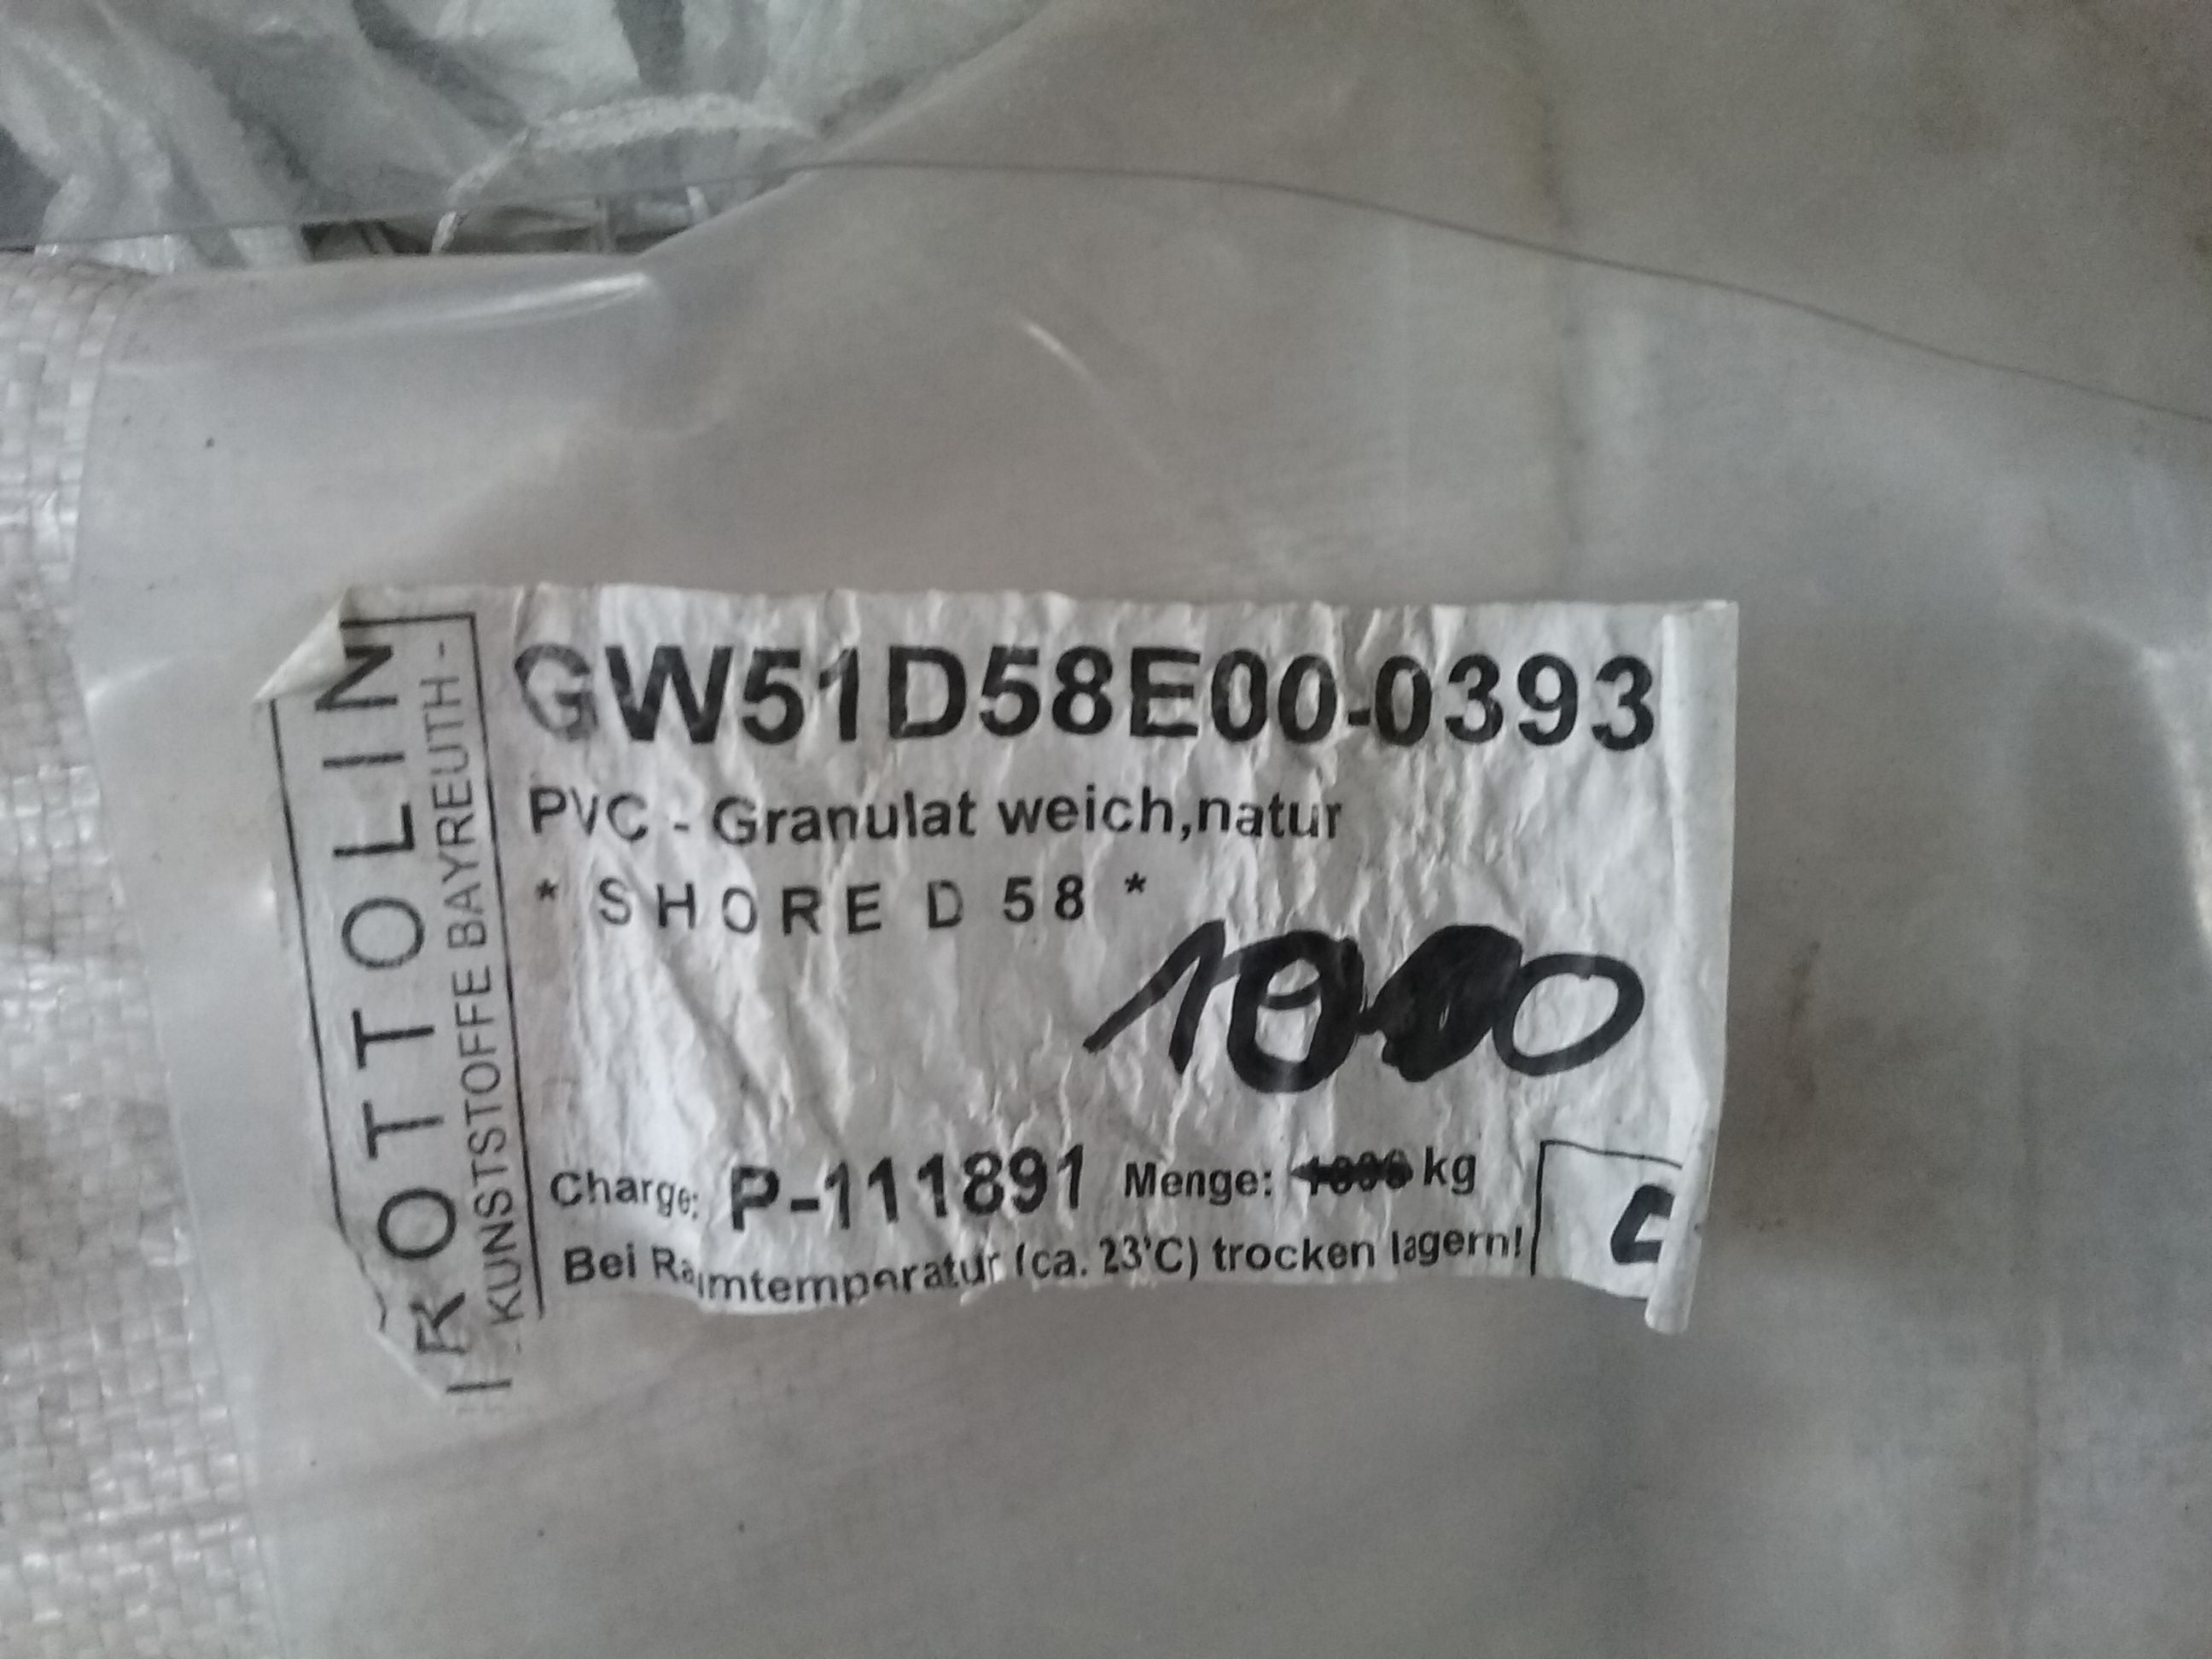 ROTTOLIN
- KUNSTSTOFFE BAYREUTH -
GW51D58E00-0393
PVC - Granulat weich,natur
* SHORE D 58 *
Charge: P-111891 Menge: kg
Bei Raumtemperatur (ca. 23°C) trocken lagern!